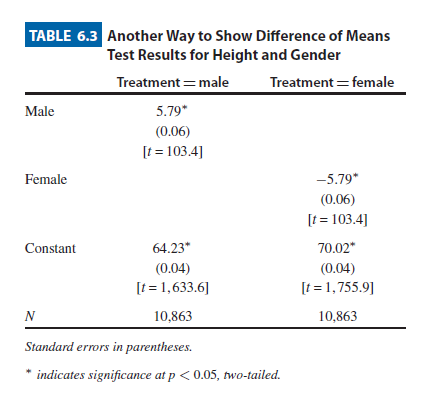 TABLE 6.3 Another Way to Show Difference of Means
Test Results for Height and Gender
Treatment = male Treatment = female
Male 5.79*
(0.06)
[t = 103.4]
Female −5.79*
(0.06)
[t = 103.4]
Constant 64.23* 70.02*
(0.04) (0.04)
[t = 1,633.6] [t = 1,755.9]
N 10,863 10,863
Standard errors in parentheses.
* indicates significance at p < 0.05, two-tailed.